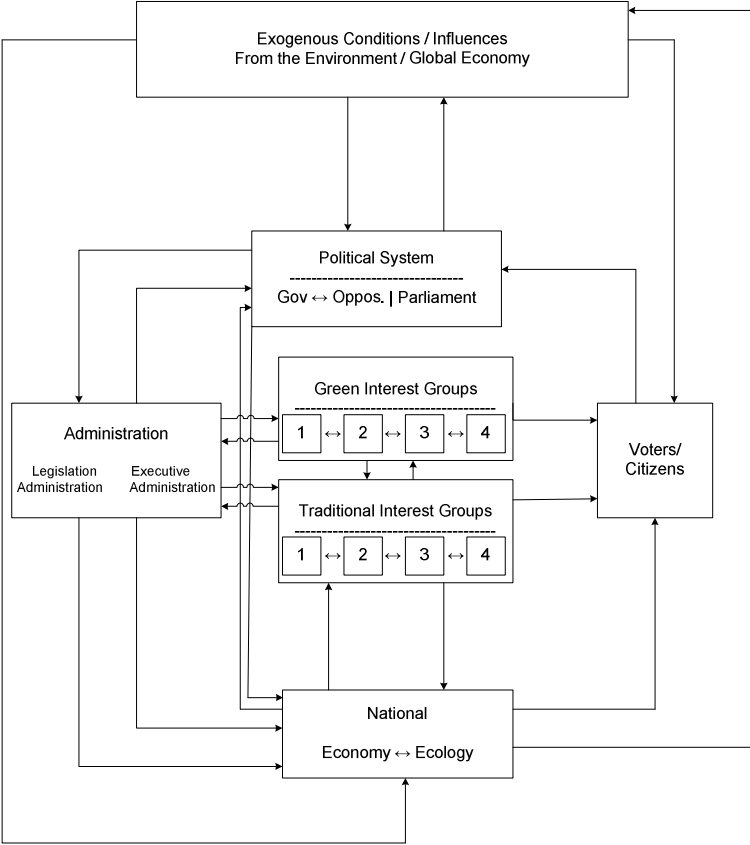 Exogenous Conditions / Influences
From the Environment / Global Economy
Political System
Gov ↔ Oppos. | Parliament
Green Interest Groups
1 ↔ 2 ↔ 3 ↔ 4
Administration
Legislation Administration
Executive Administration
Voters/
Citizens
Traditional Interest Groups
1 ↔ 2 ↔ 3 ↔ 4
National
Economy ↔ Ecology